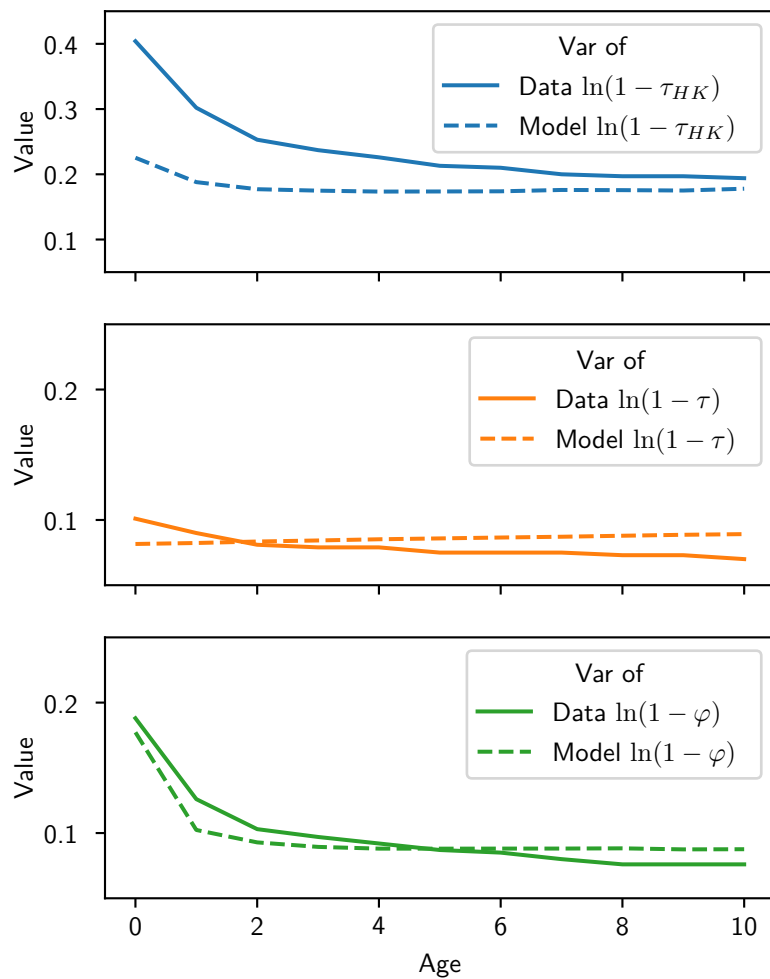 Var of
Data ln(1 − τ_HK)
Model ln(1 − τ_HK)
Value
0.4
0.3
0.2
0.1
Var of
Data ln(1 − τ)
Model ln(1 − τ)
Value
0.2
0.1
Var of
Data ln(1 − φ)
Model ln(1 − φ)
Value
0.2
0.1
0 2 4 6 8 10
Age